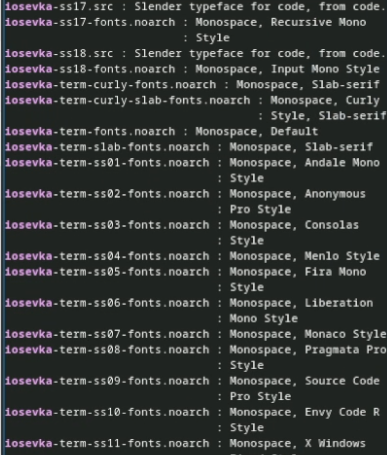 iosevka-ss17.src : Slender typeface for code, from code.
iosevka-ss17-fonts.noarch : Monospace, Recursive Mono
: Style
iosevka-ss18.src : Slender typeface for code, from code.
iosevka-ss18-fonts.noarch : Monospace, Input Mono Style
iosevka-term-curly-fonts.noarch : Monospace, Slab-serif
iosevka-term-curly-slab-fonts.noarch : Monospace, Curly
: Style, Slab-serif
iosevka-term-fonts.noarch : Monospace, Default
iosevka-term-slab-fonts.noarch : Monospace, Slab-serif
iosevka-term-ss01-fonts.noarch : Monospace, Andale Mono
: Style
iosevka-term-ss02-fonts.noarch : Monospace, Anonymous
: Pro Style
iosevka-term-ss03-fonts.noarch : Monospace, Consolas
: Style
iosevka-term-ss04-fonts.noarch : Monospace, Menlo Style
iosevka-term-ss05-fonts.noarch : Monospace, Fira Mono
: Style
iosevka-term-ss06-fonts.noarch : Monospace, Liberation
: Mono Style
iosevka-term-ss07-fonts.noarch : Monospace, Monaco Style
iosevka-term-ss08-fonts.noarch : Monospace, Pragmata Pro
: Style
iosevka-term-ss09-fonts.noarch : Monospace, Source Code
: Pro Style
iosevka-term-ss10-fonts.noarch : Monospace, Envy Code R
: Style
iosevka-term-ss11-fonts.noarch : Monospace, X Windows